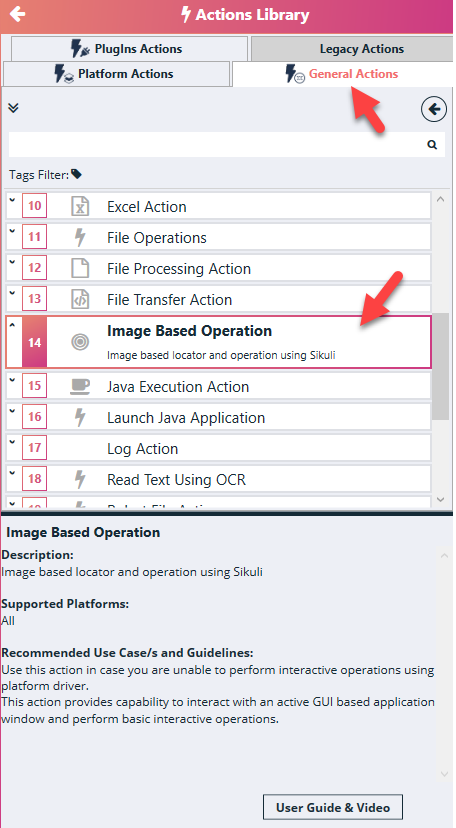 Actions Library
PlugIns Actions
Legacy Actions
Platform Actions
General Actions
Tags Filter:
10 Excel Action
11 File Operations
12 File Processing Action
13 File Transfer Action
14 Image Based Operation
Image based locator and operation using Sikuli
15 Java Execution Action
16 Launch Java Application
17 Log Action
18 Read Text Using OCR
Image Based Operation
Description:
Image based locator and operation using Sikuli
Supported Platforms:
All
Recommended Use Case/s and Guidelines:
Use this action in case you are unable to perform interactive operations using
platform driver.
This action provides capability to interact with an active GUI based application
window and perform basic interactive operations.
User Guide & Video